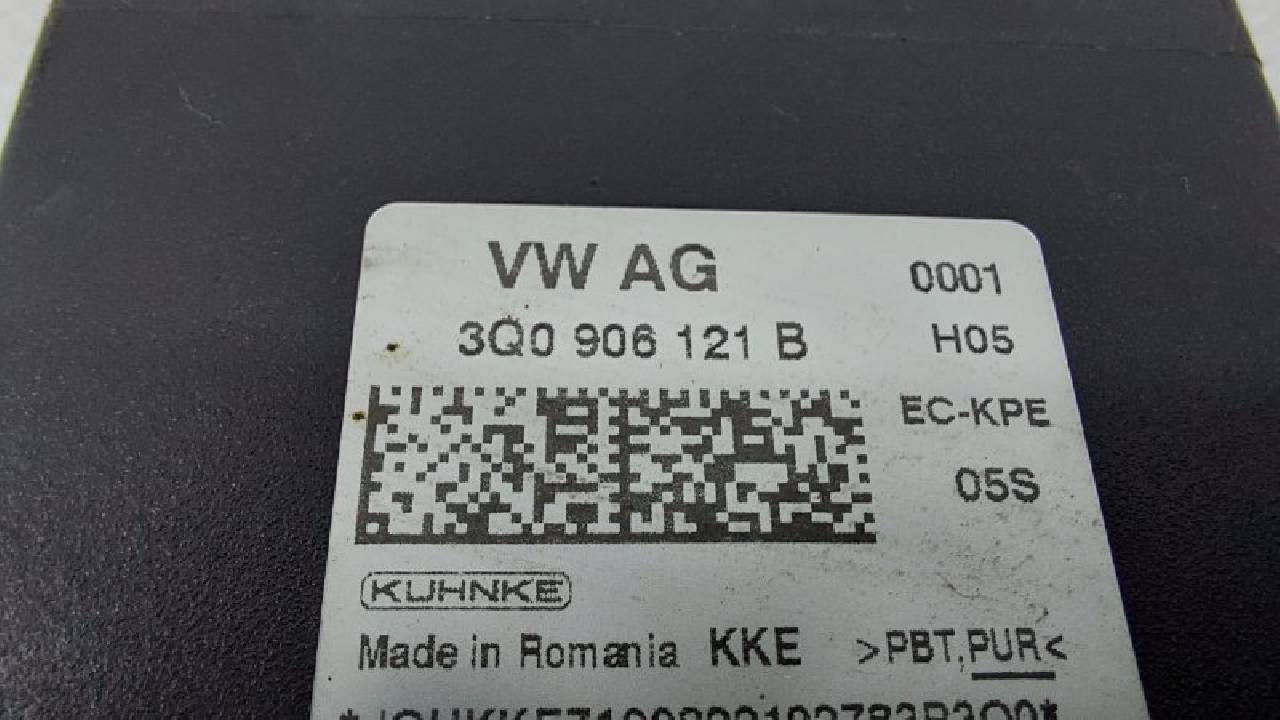 VW AG 0001
3Q0 906 121 B H05
EC-KPE
05S
KUHNKE
Made in Romania KKE >PBT,PUR<